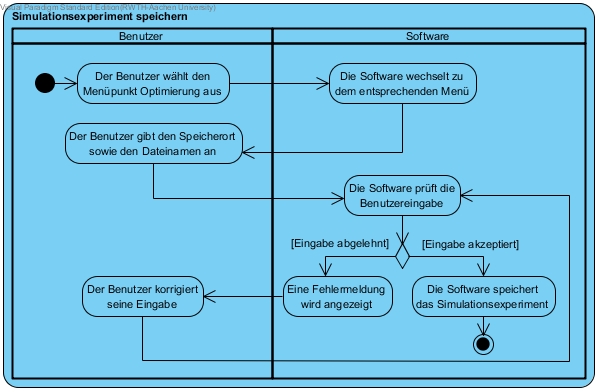 Visual Paradigm Standard Edition(RWTH-Aachen University)
Simulationsexperiment speichern
Benutzer
Software
Der Benutzer wählt den
Menüpunkt Optimierung aus
Die Software wechselt zu
dem entsprechenden Menü
Der Benutzer gibt den Speicherort
sowie den Dateinamen an
Die Software prüft die
Benutzereingabe
[Eingabe abgelehnt]
[Eingabe akzeptiert]
Der Benutzer korrigiert
seine Eingabe
Eine Fehlermeldung
wird angezeigt
Die Software speichert
das Simulationsexperiment